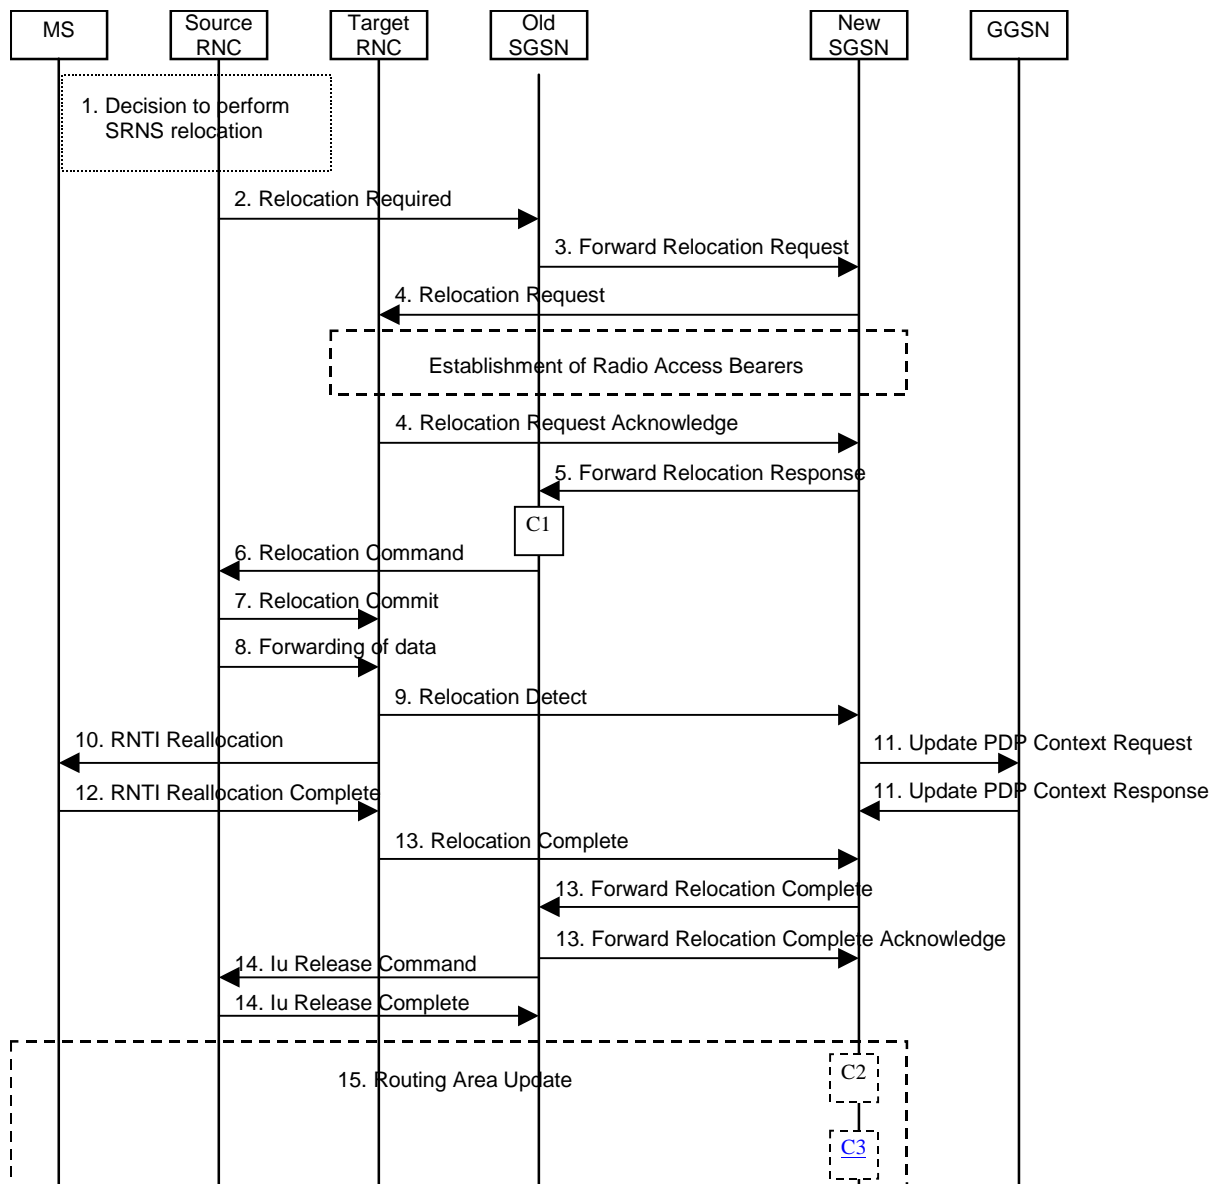 MS
Source
RNC
Target
RNC
Old
SGSN
New
SGSN
GGSN
1. Decision to perform
SRNS relocation
2. Relocation Required
3. Forward Relocation Request
4. Relocation Request
Establishment of Radio Access Bearers
4. Relocation Request Acknowledge
5. Forward Relocation Response
C1
6. Relocation Command
7. Relocation Commit
8. Forwarding of data
9. Relocation Detect
10. RNTI Reallocation
11. Update PDP Context Request
12. RNTI Reallocation Complete
11. Update PDP Context Response
13. Relocation Complete
13. Forward Relocation Complete
13. Forward Relocation Complete Acknowledge
14. Iu Release Command
14. Iu Release Complete
C2
15. Routing Area Update
C3